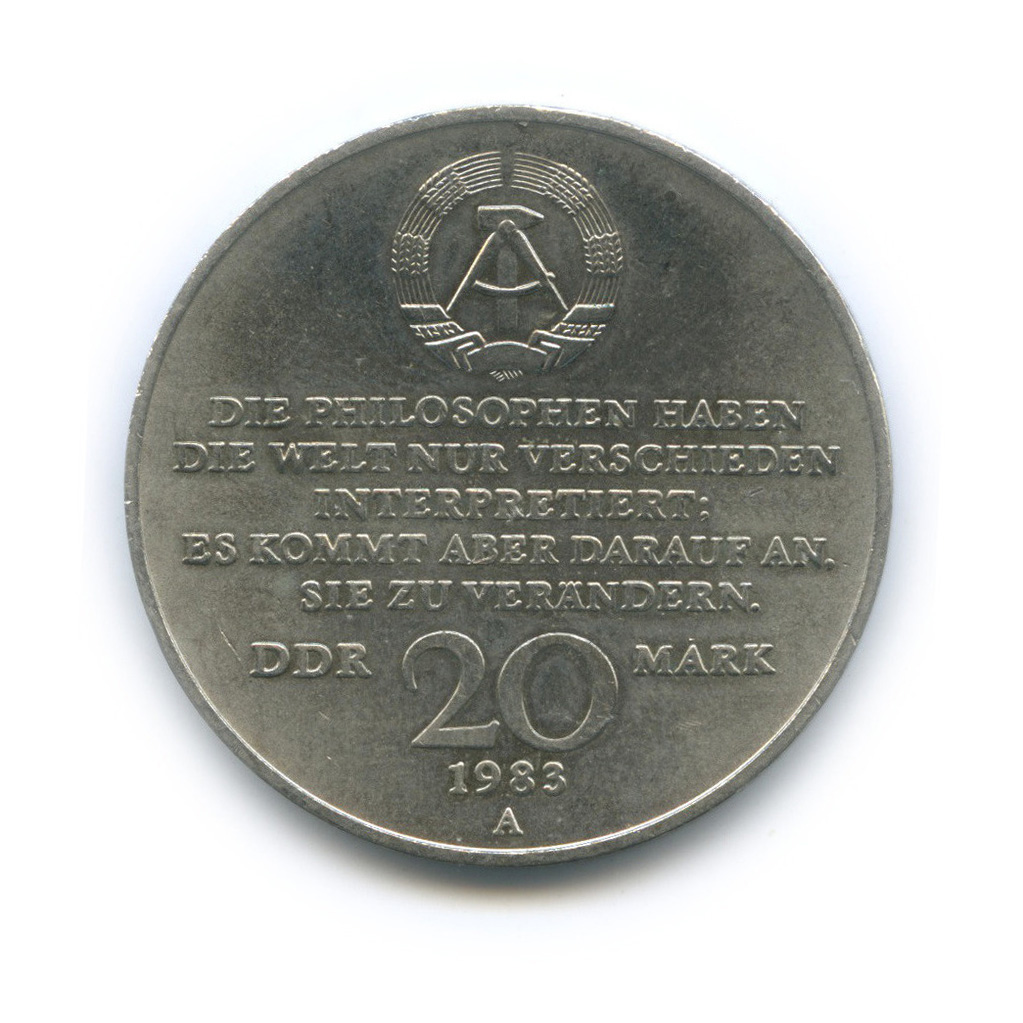 DIE PHILOSOPHEN HABEN
DIE WELT NUR VERSCHIEDEN
INTERPRETIERT;
ES KOMMT ABER DARAUF AN,
SIE ZU VERÄNDERN.
DDR 20 MARK
1983
A